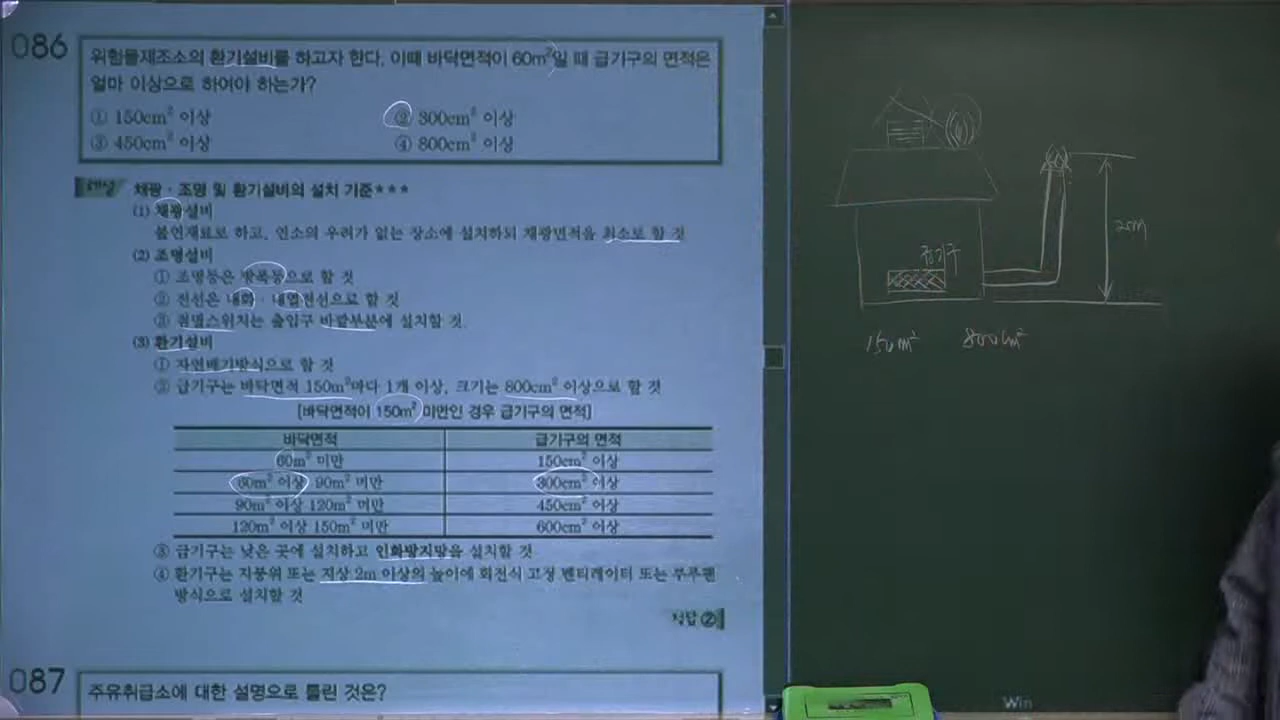 086
위험물제조소의 환기설비를 하고자 한다. 이때 바닥면적이 60m²일 때 급기구의 면적은
얼마 이상으로 하여야 하는가?
① 150cm² 이상 ② 300cm² 이상
③ 450cm² 이상 ④ 800cm² 이상
해설 채광·조명 및 환기설비의 설치 기준★★★
(1) 채광설비
불연재료로 하고, 연소의 우려가 없는 장소에 설치하되 채광면적을 최소로 할 것
(2) 조명설비
① 조명등은 방폭등으로 할 것
② 전선은 내화·내열전선으로 할 것
③ 점멸스위치는 출입구 바깥부분에 설치할 것
(3) 환기설비
① 자연배기방식으로 할 것
② 급기구는 바닥면적 150m²마다 1개 이상, 크기는 800cm² 이상으로 할 것
[바닥면적이 150m² 미만인 경우 급기구의 면적]
바닥면적 급기구의 면적
60m² 미만 150cm² 이상
60m² 이상 90m² 미만 300cm² 이상
90m² 이상 120m² 미만 450cm² 이상
120m² 이상 150m² 미만 600cm² 이상
③ 급기구는 낮은 곳에 설치하고 인화방지망을 설치할 것
④ 환기구는 지붕위 또는 지상 2m 이상의 높이에 회전식 고정 벤티레이터 또는 루푸팬
방식으로 설치할 것
정답 ②
087
주유취급소에 대한 설명으로 틀린 것은?
급기구
2m
150m² 800cm²
Win